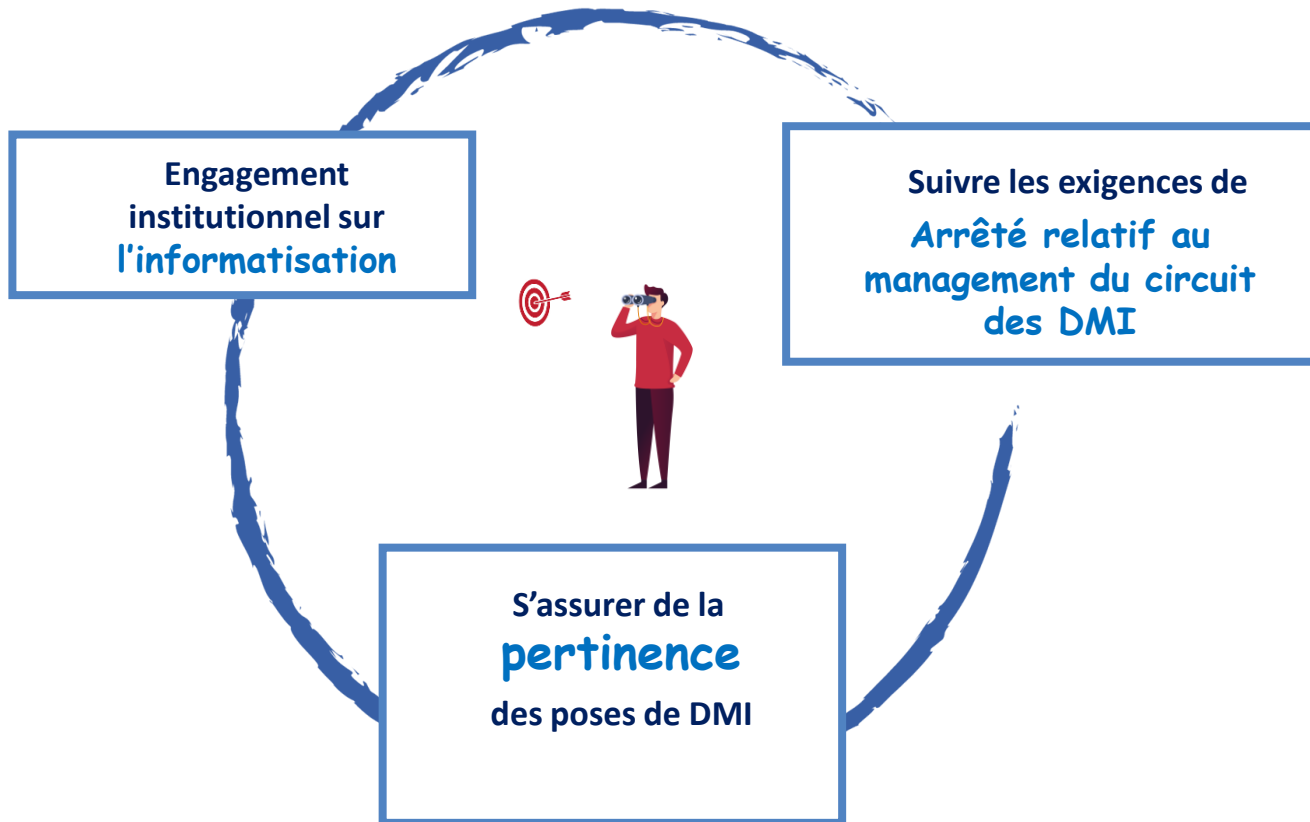 Engagement
institutionnel sur
l'informatisation
Suivre les exigences de
Arrêté relatif au
management du circuit
des DMI
S’assurer de la
pertinence
des poses de DMI